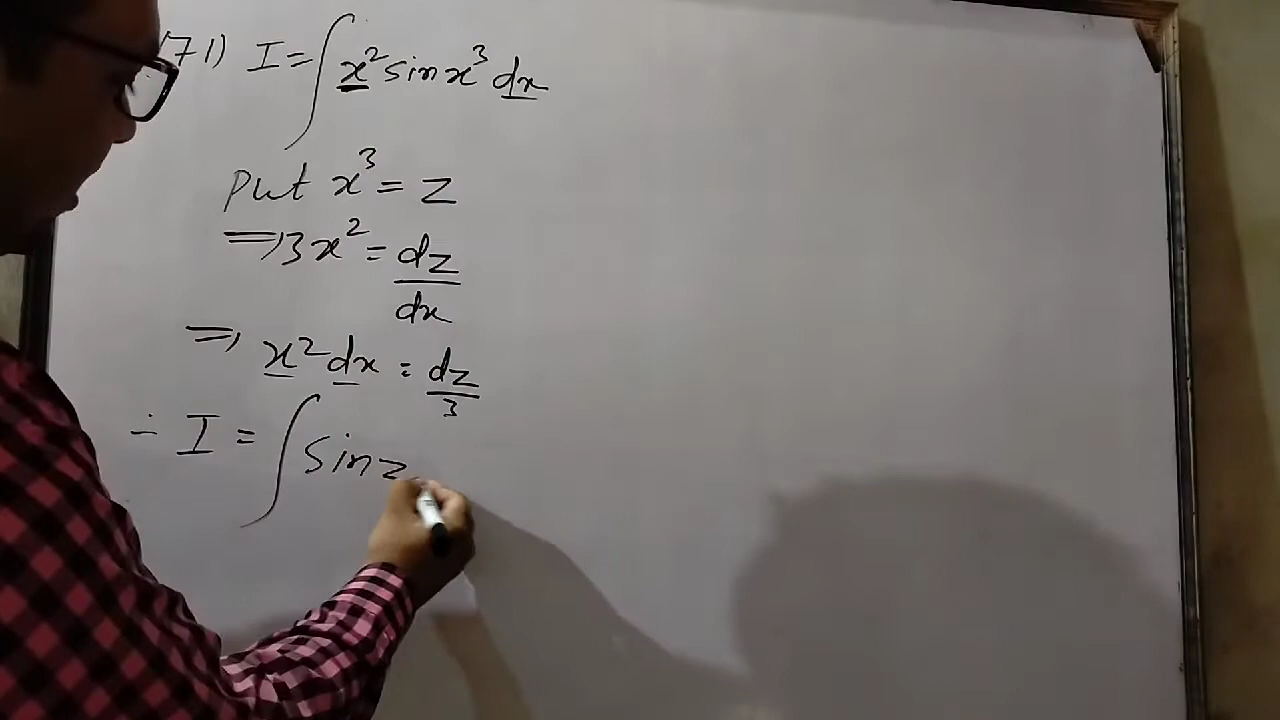 71) I = ∫ x² sin x³ dx
Put x³ = z
⇒ 3x² = dz/dx
⇒ x² dx = dz/3
∴ I = ∫ sin z